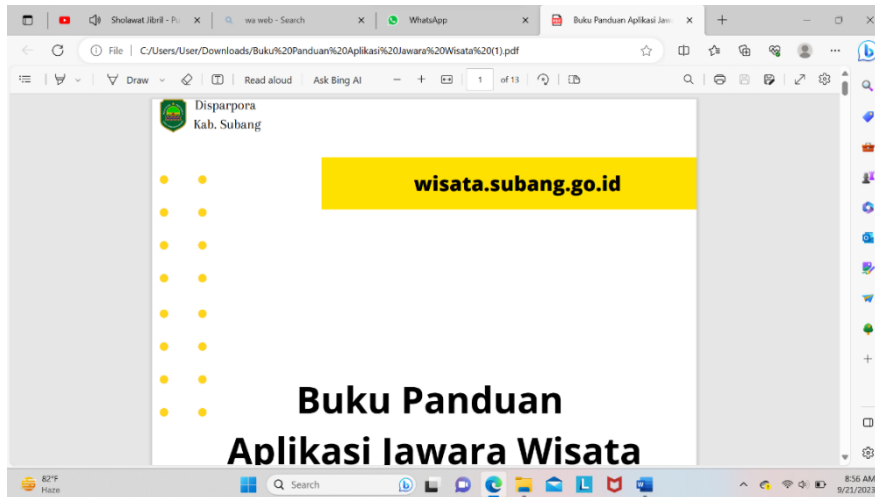 Sholawat Jibril - Pu
wa web - Search
WhatsApp
Buku Panduan Aplikasi Jawa
File
C:/Users/User/Downloads/Buku%20Panduan%20Aplikasi%20Jawara%20Wisata%20(1).pdf
Draw
Read aloud
Ask Bing AI
1
of 13
Disparpora
Kab. Subang
wisata.subang.go.id
Buku Panduan
Aplikasi Jawara Wisata
82°F
Haze
Search
8:56 AM
9/21/2023